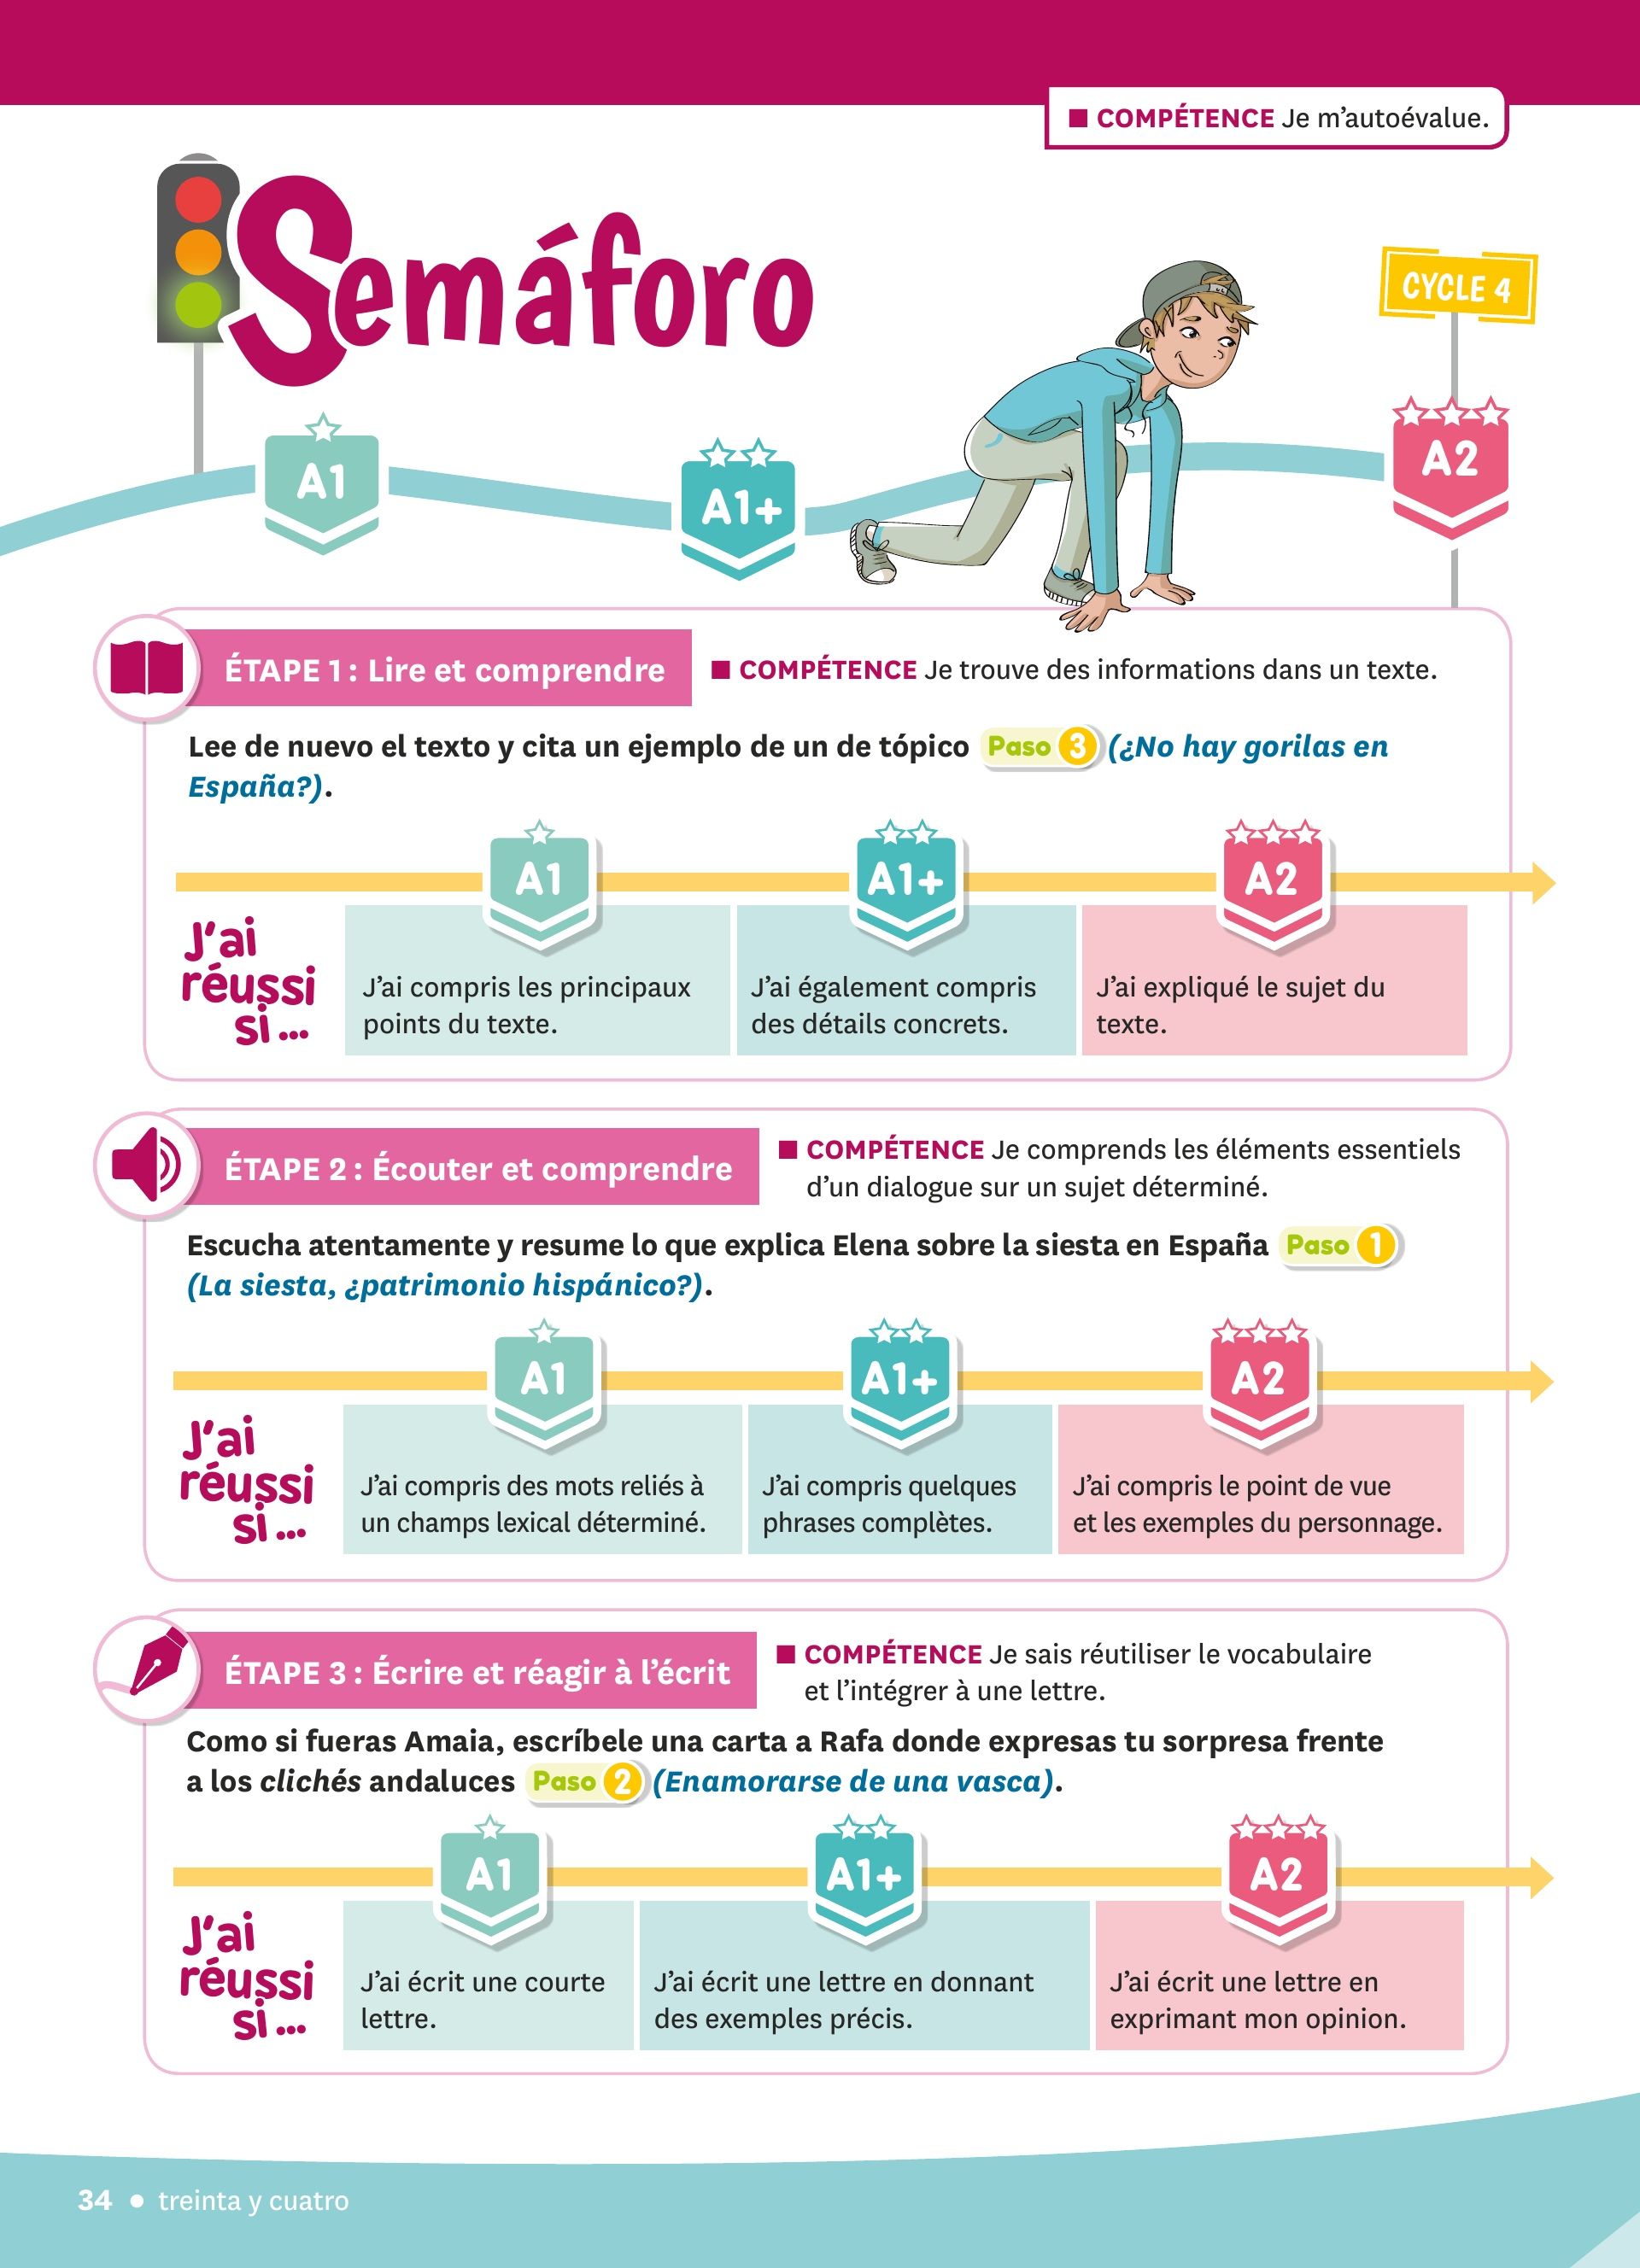 ■ COMPÉTENCE Je m’autoévalue.
Semáforo
CYCLE 4
A1
A1+
A2
ÉTAPE 1 : Lire et comprendre
■ COMPÉTENCE Je trouve des informations dans un texte.
Lee de nuevo el texto y cita un ejemplo de un de tópico Paso 3 (¿No hay gorilas en
España?).
A1
A1+
A2
J’ai
réussi
si ...
J’ai compris les principaux
points du texte.
J’ai également compris
des détails concrets.
J’ai expliqué le sujet du
texte.
ÉTAPE 2 : Écouter et comprendre
■ COMPÉTENCE Je comprends les éléments essentiels
d’un dialogue sur un sujet déterminé.
Escucha atentamente y resume lo que explica Elena sobre la siesta en España Paso 1
(La siesta, ¿patrimonio hispánico?).
A1
A1+
A2
J’ai
réussi
si ...
J’ai compris des mots reliés à
un champs lexical déterminé.
J’ai compris quelques
phrases complètes.
J’ai compris le point de vue
et les exemples du personnage.
ÉTAPE 3 : Écrire et réagir à l’écrit
■ COMPÉTENCE Je sais réutiliser le vocabulaire
et l’intégrer à une lettre.
Como si fueras Amaia, escríbele una carta a Rafa donde expresas tu sorpresa frente
a los clichés andaluces Paso 2 (Enamorarse de una vasca).
A1
A1+
A2
J’ai
réussi
si ...
J’ai écrit une courte
lettre.
J’ai écrit une lettre en donnant
des exemples précis.
J’ai écrit une lettre en
exprimant mon opinion.
34 • treinta y cuatro